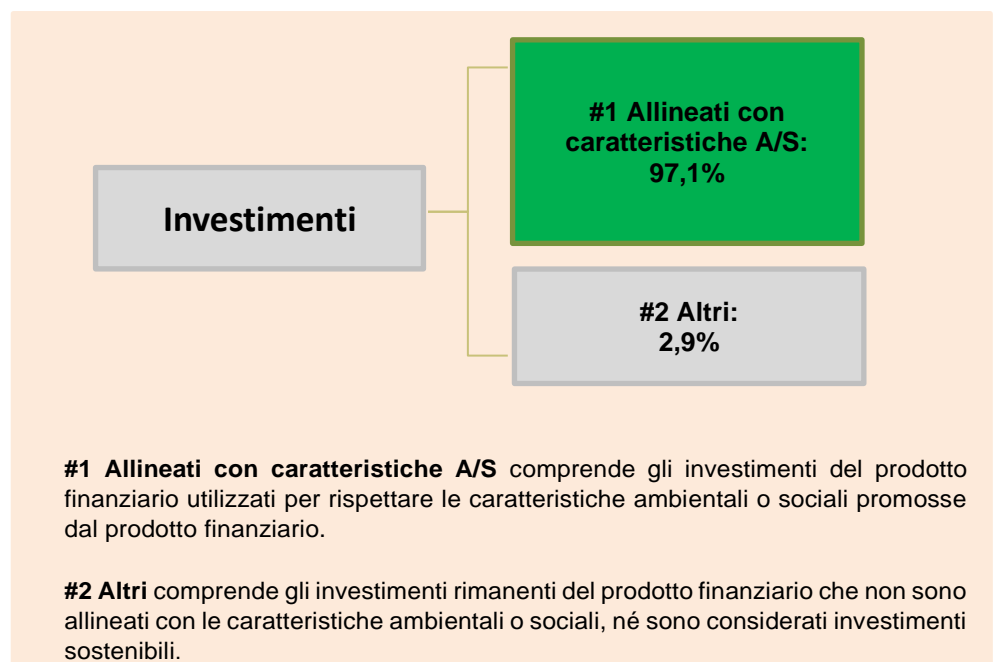 #1 Allineati con
caratteristiche A/S:
97,1%
Investimenti
#2 Altri:
2,9%
#1 Allineati con caratteristiche A/S comprende gli investimenti del prodotto
finanziario utilizzati per rispettare le caratteristiche ambientali o sociali promosse
dal prodotto finanziario.
#2 Altri comprende gli investimenti rimanenti del prodotto finanziario che non sono
allineati con le caratteristiche ambientali o sociali, né sono considerati investimenti
sostenibili.